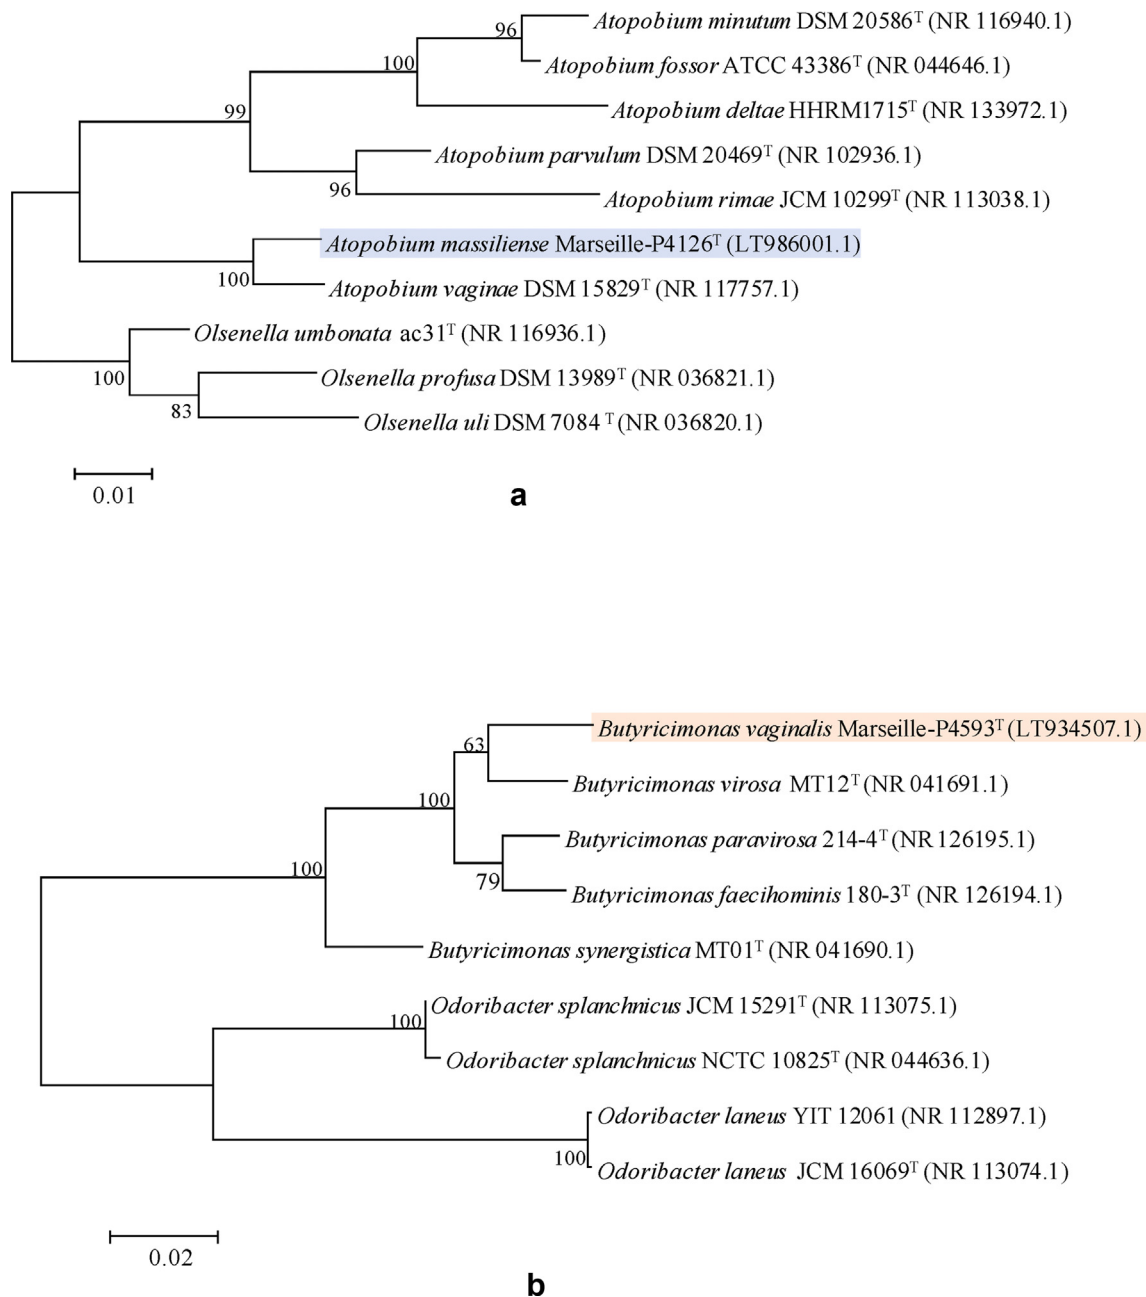 Atopobium minutum DSM 20586ᵀ (NR 116940.1)
96
Atopobium fossor ATCC 43386ᵀ (NR 044646.1)
100
Atopobium deltae HHRM1715ᵀ (NR 133972.1)
99
Atopobium parvulum DSM 20469ᵀ (NR 102936.1)
96
Atopobium rimae JCM 10299ᵀ (NR 113038.1)
Atopobium massiliense Marseille-P4126ᵀ (LT986001.1)
100
Atopobium vaginae DSM 15829ᵀ (NR 117757.1)
Olsenella umbonata ac31ᵀ (NR 116936.1)
100
Olsenella profusa DSM 13989ᵀ (NR 036821.1)
83
Olsenella uli DSM 7084 ᵀ (NR 036820.1)
0.01
a
Butyricimonas vaginalis Marseille-P4593ᵀ (LT934507.1)
63
Butyricimonas virosa MT12ᵀ (NR 041691.1)
100
Butyricimonas paravirosa 214-4ᵀ (NR 126195.1)
79
Butyricimonas faecihominis 180-3ᵀ (NR 126194.1)
100
Butyricimonas synergistica MT01ᵀ (NR 041690.1)
Odoribacter splanchnicus JCM 15291ᵀ (NR 113075.1)
100
Odoribacter splanchnicus NCTC 10825ᵀ (NR 044636.1)
Odoribacter laneus YIT 12061 (NR 112897.1)
100
Odoribacter laneus JCM 16069ᵀ (NR 113074.1)
0.02
b